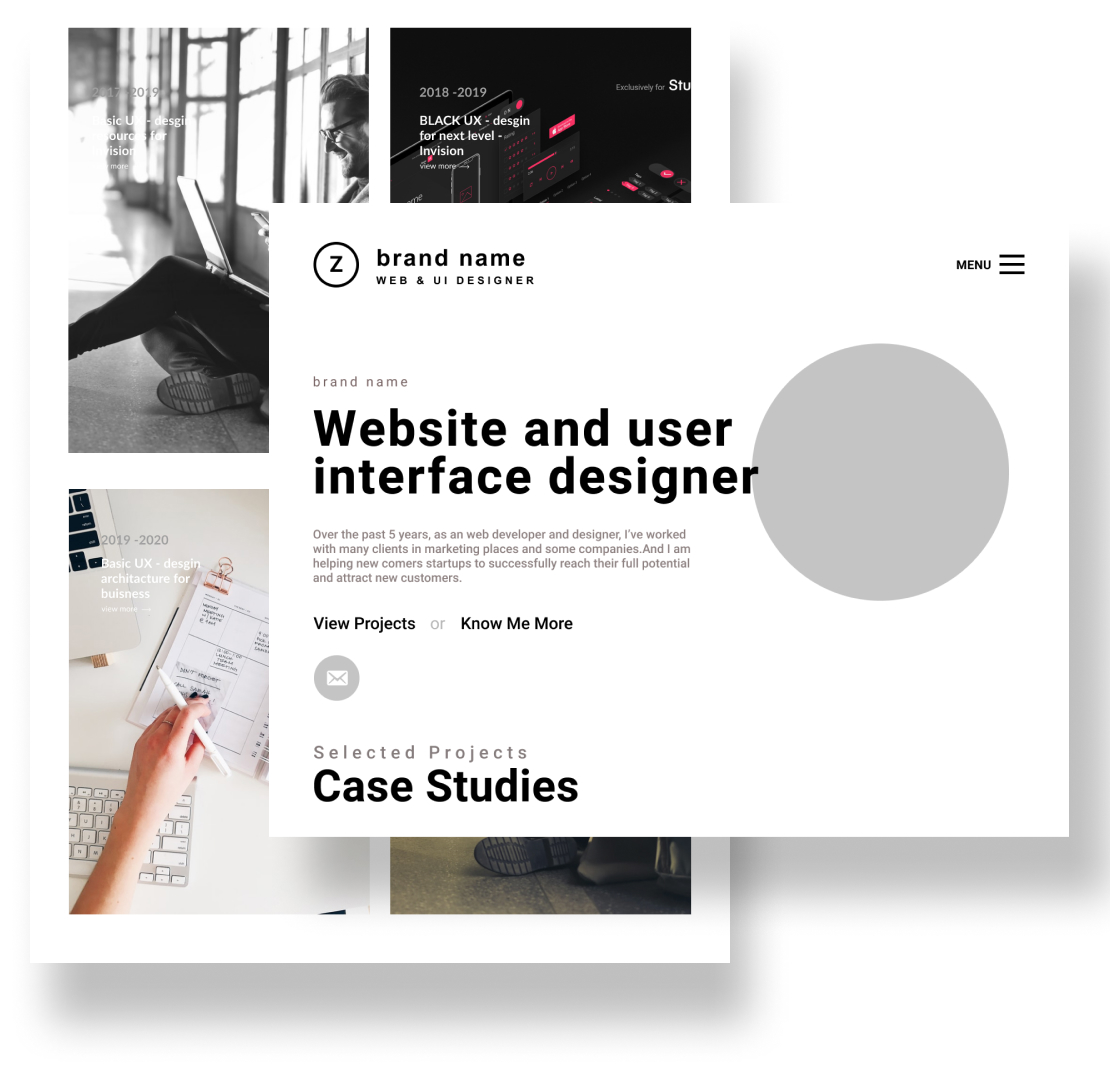 2017 -2019
Basic UX - desgin
resources for
Invision
view more
2018 -2019
BLACK UX - desgin
for next level -
Invision
view more →
Exclusively for Stu
Z
brand name
WEB & UI DESIGNER
MENU
brand name
Website and user
interface designer
Over the past 5 years, as an web developer and designer, I've worked
with many clients in marketing places and some companies.And I am
helping new comers startups to successfully reach their full potential
and attract new customers.
View Projects or Know Me More
Selected Projects
Case Studies
2019 -2020
Basic UX - desgin
architacture for
buisness
view more →
DON'T FORGET